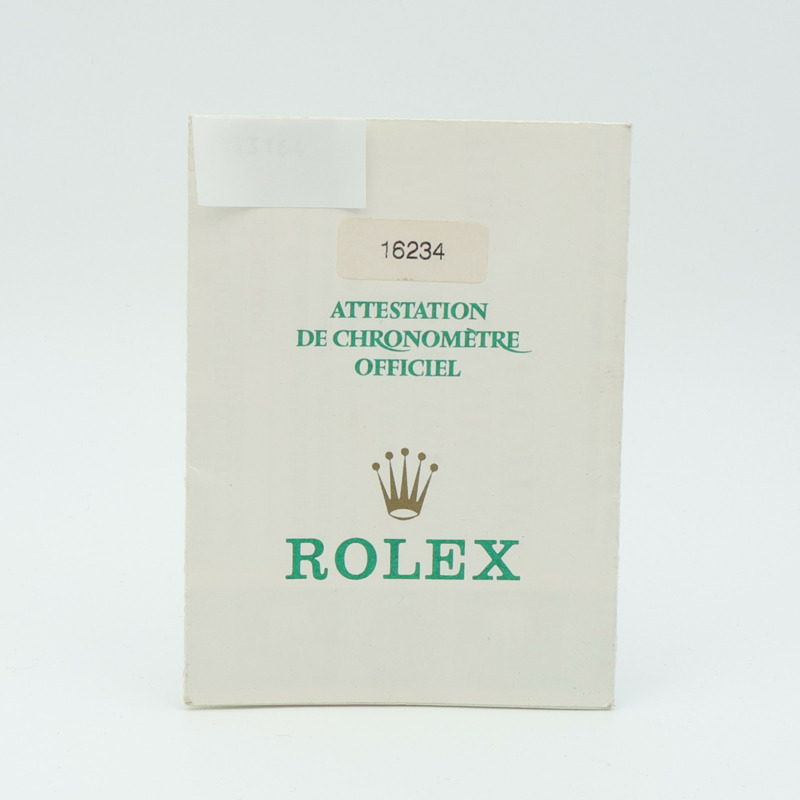 16234
ATTESTATION
DE CHRONOMÈTRE
OFFICIEL
ROLEX